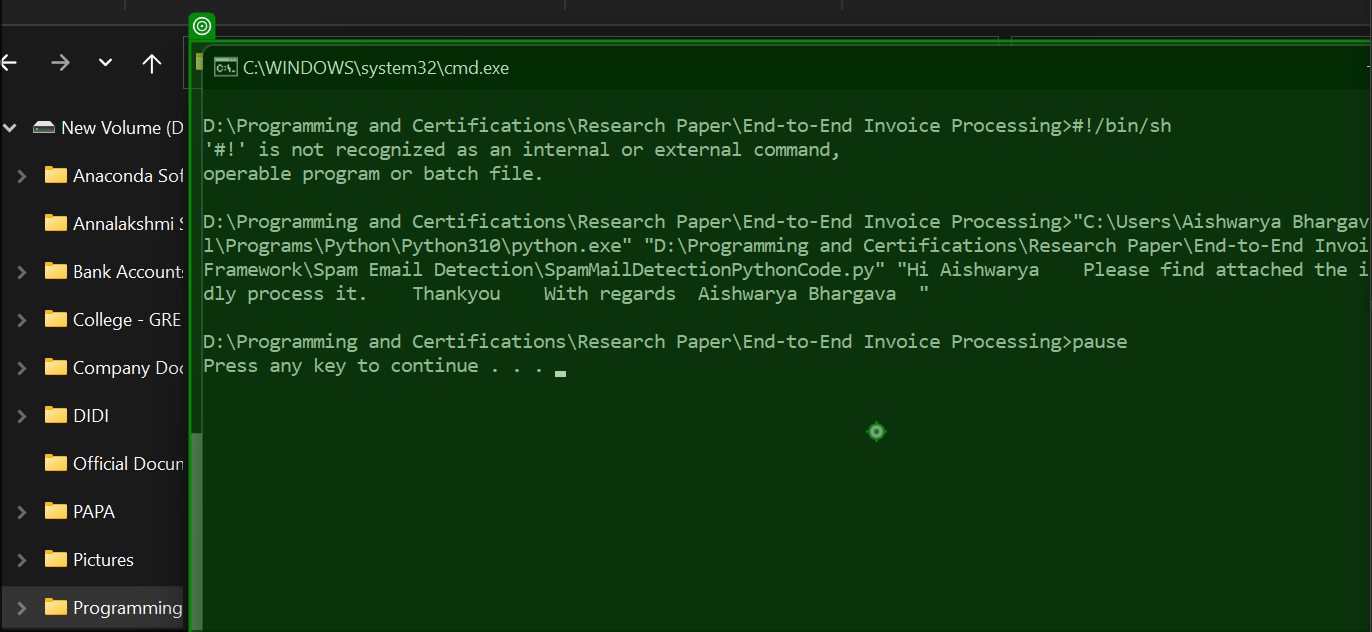 New Volume (D
Anaconda Sof
Annalakshmi S
Bank Accounts
College - GRE
Company Doc
DIDI
Official Docum
PAPA
Pictures
Programming
C:\WINDOWS\system32\cmd.exe
D:\Programming and Certifications\Research Paper\End-to-End Invoice Processing>#!/bin/sh
'#!' is not recognized as an internal or external command,
operable program or batch file.
D:\Programming and Certifications\Research Paper\End-to-End Invoice Processing>"C:\Users\Aishwarya Bhargav
l\Programs\Python\Python310\python.exe" "D:\Programming and Certifications\Research Paper\End-to-End Invoi
Framework\Spam Email Detection\SpamMailDetectionPythonCode.py" "Hi Aishwarya    Please find attached the i
dly process it.    Thankyou    With regards  Aishwarya Bhargava  "
D:\Programming and Certifications\Research Paper\End-to-End Invoice Processing>pause
Press any key to continue . . .